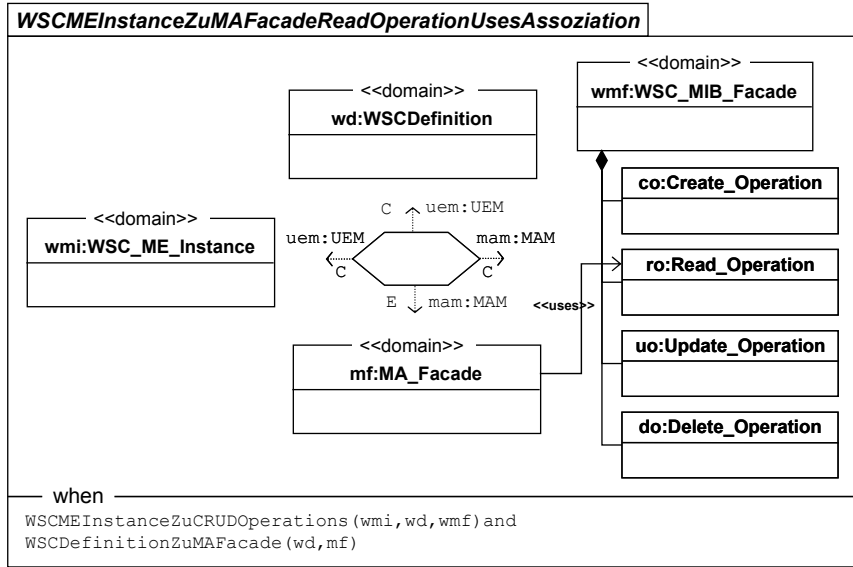 WSCMEInstanceZuMAFacadeReadOperationUsesAssoziation
<<domain>>
wmf:WSC_MIB_Facade
<<domain>>
wd:WSCDefinition
co:Create_Operation
<<domain>>
wmi:WSC_ME_Instance
C uem:UEM
uem:UEM mam:MAM
C C
E mam:MAM
ro:Read_Operation
<<uses>>
<<domain>>
mf:MA_Facade
uo:Update_Operation
do:Delete_Operation
when
WSCMEInstanceZuCRUDOperations(wmi,wd,wmf)and
WSCDefinitionZuMAFacade(wd,mf)